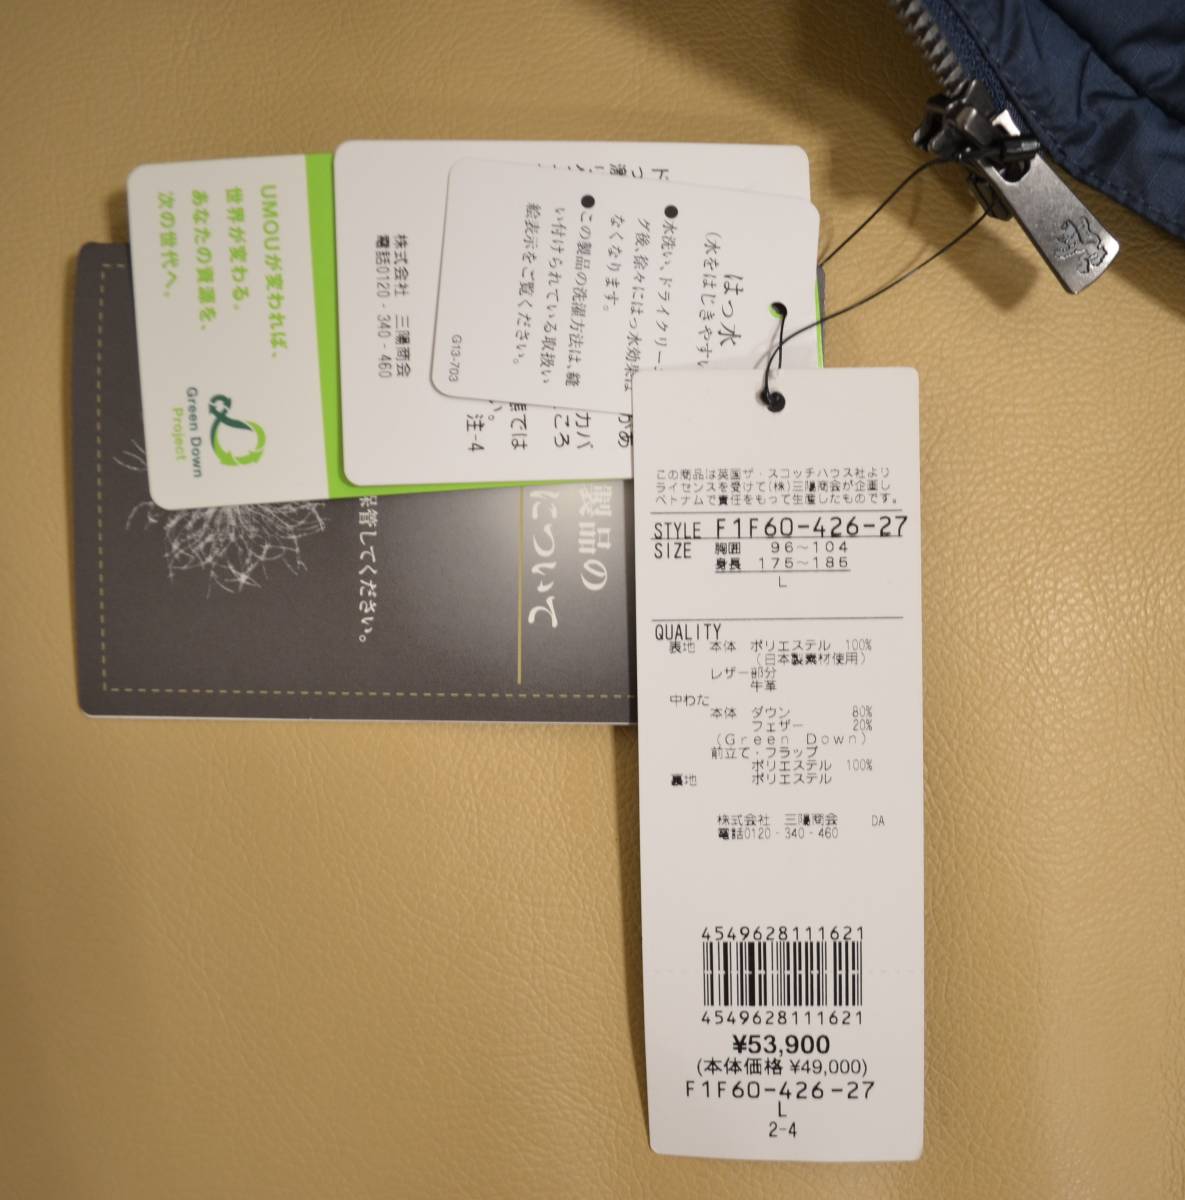 UMOUが変われば、
世界が変わる。
あなたの資源を、
次の世代へ。
Green Down
Project
株式会社 三陽商会
電話0120-340-460
注-4
はっ水
(水をはじきやすい
●水洗い、ドライクリー
グ後、徐々にはっ水効果は
なくなります。
●この製品の洗濯方法は、縫
い付けられている取扱い
絵表示をご覧ください。
G13-703
製品の
について
保管してください。
この商品は英国ザ・スコッチハウス社より
ライセンスを受けて(株)三陽商会が企画し
ベトナムで責任をもって生産したものです。
STYLE F1F60-426-27
SIZE 胸囲 96~104
身長 175~185
L
QUALITY
表地 本体 ポリエステル 100%
(日本製素材使用)
レザー部分
牛革
中わた
本体 ダウン 80%
フェザー 20%
(Green Down)
前立て・フラップ
ポリエステル 100%
裏地 ポリエステル
株式会社 三陽商会 DA
電話0120-340-460
4549628111621
4549628111621
¥53,900
(本体価格 ¥49,000)
F1F60-426-27
L
2-4